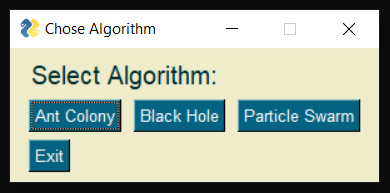 Chose Algorithm
Select Algorithm:
Ant Colony Black Hole Particle Swarm
Exit